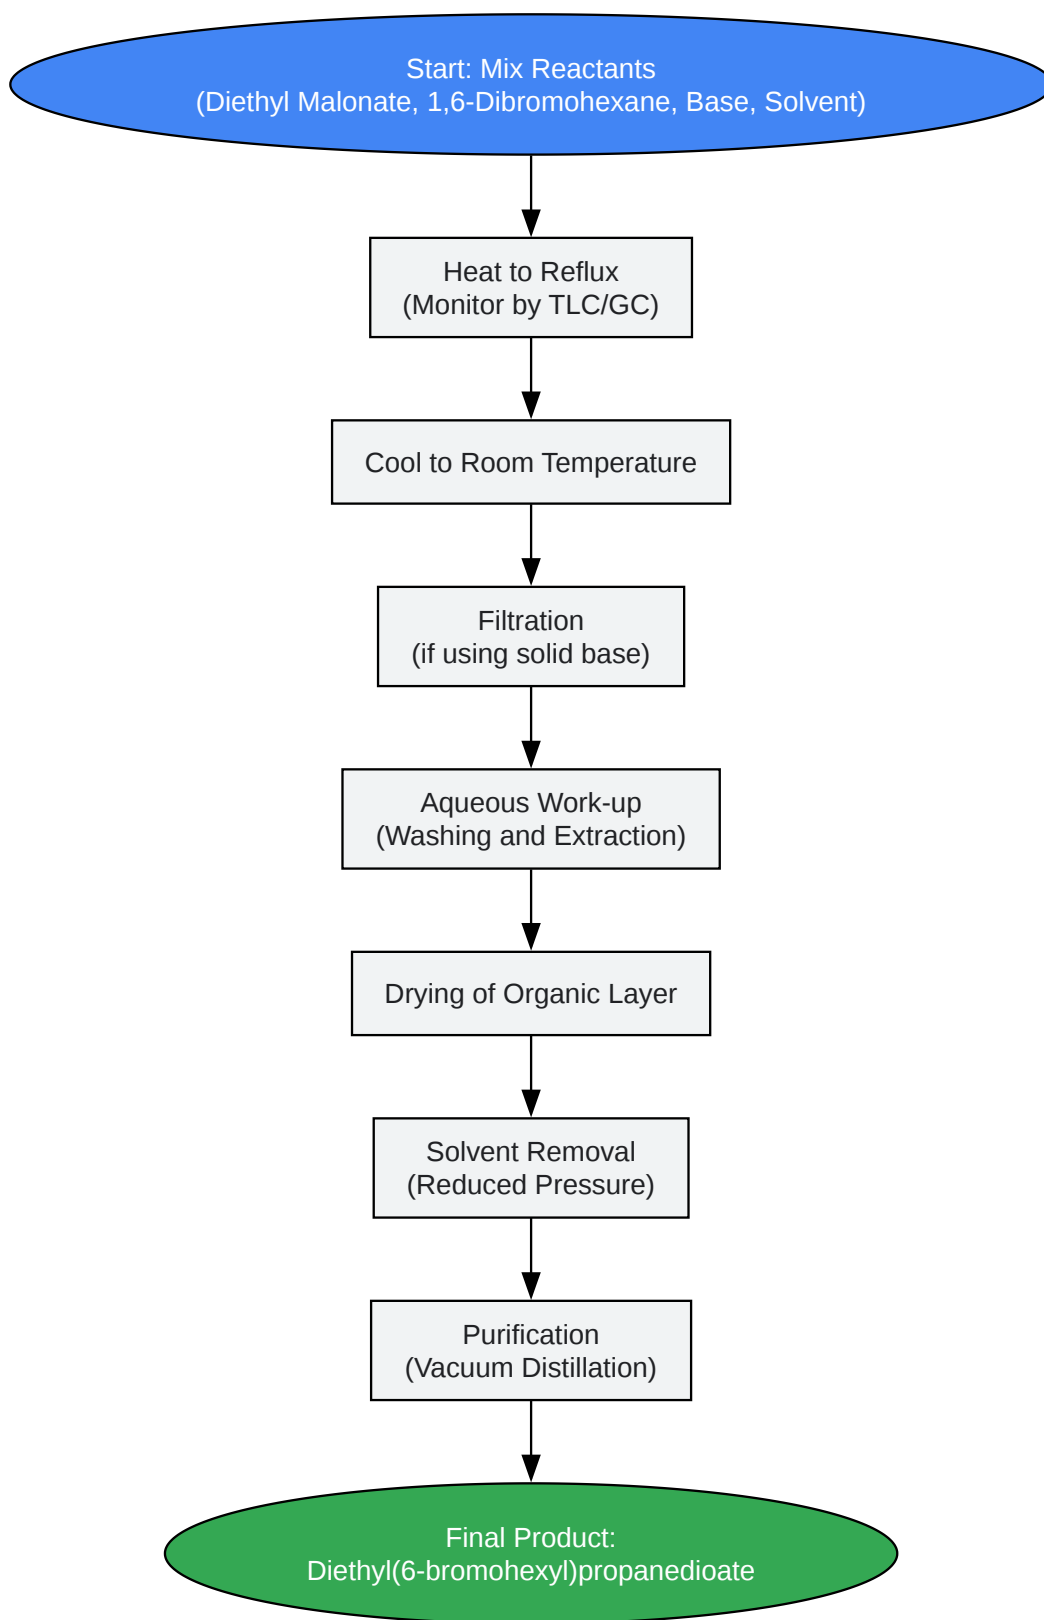 Start: Mix Reactants
(Diethyl Malonate, 1,6-Dibromohexane, Base, Solvent)
Heat to Reflux
(Monitor by TLC/GC)
Cool to Room Temperature
Filtration
(if using solid base)
Aqueous Work-up
(Washing and Extraction)
Drying of Organic Layer
Solvent Removal
(Reduced Pressure)
Purification
(Vacuum Distillation)
Final Product:
Diethyl(6-bromohexyl)propanedioate